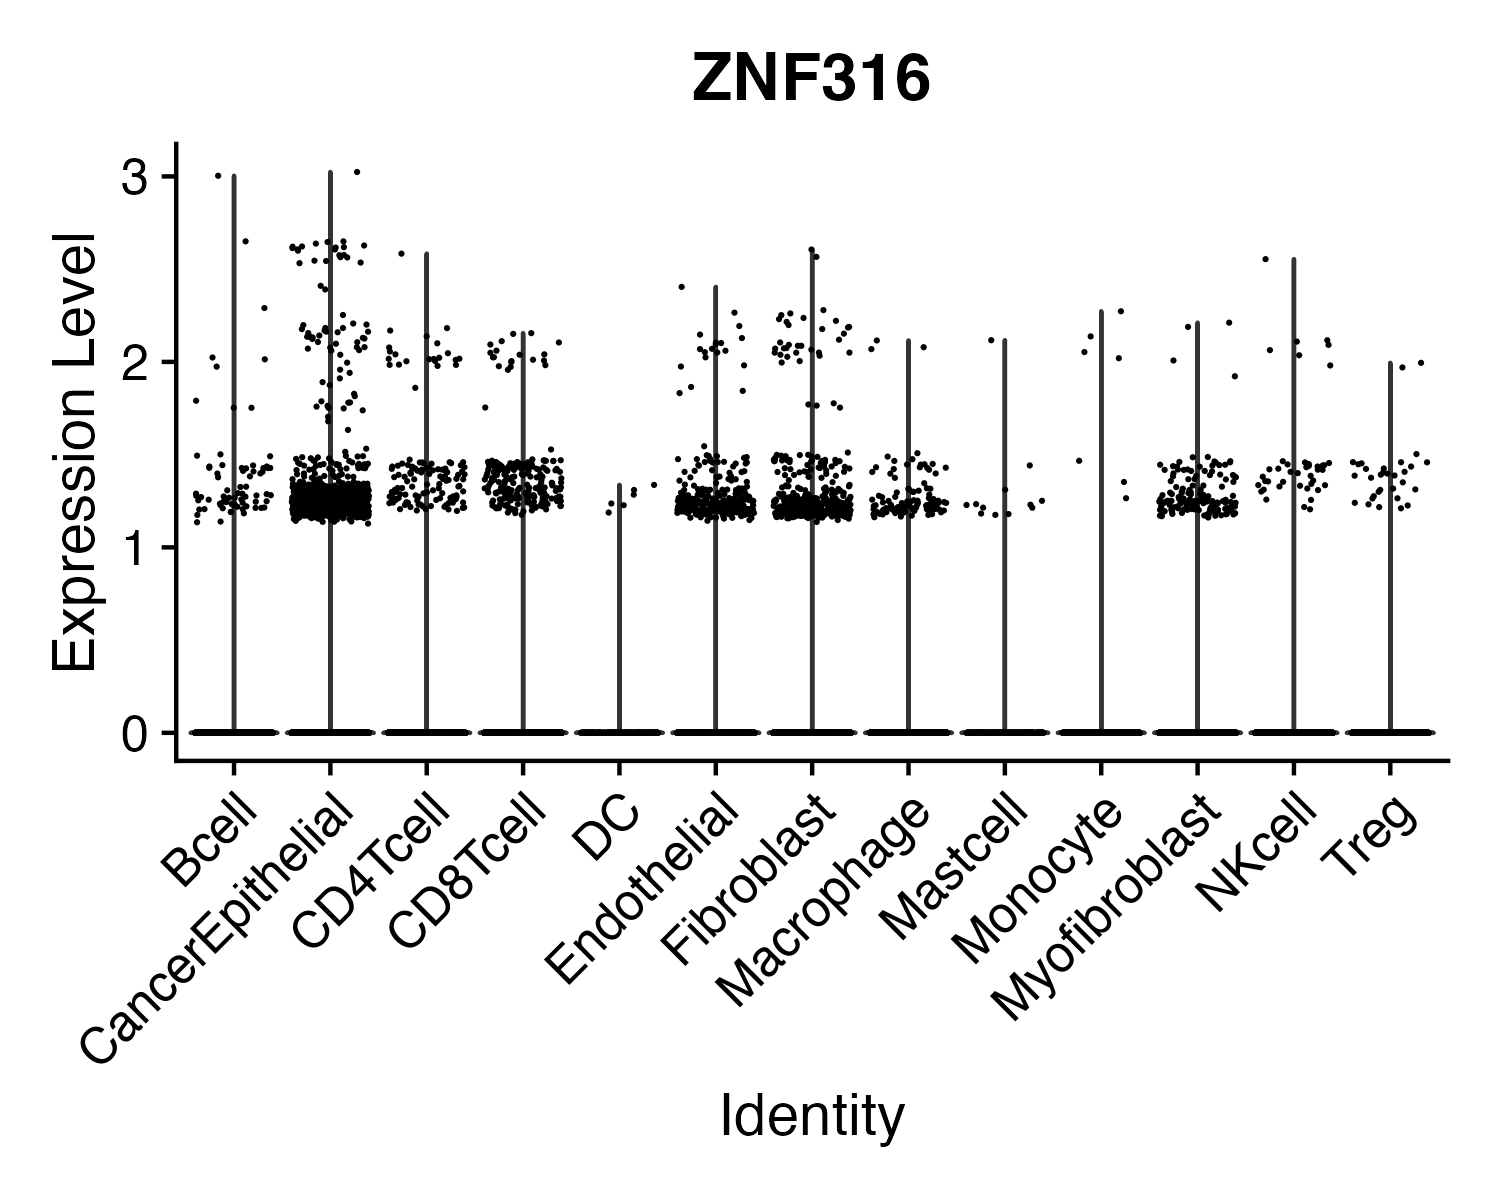 ZNF316
Expression Level
3
2
1
0
Bcell
CancerEpithelial
CD4Tcell
CD8Tcell
DC
Endothelial
Fibroblast
Macrophage
Mastcell
Monocyte
Myofibroblast
NKcell
Treg
Identity